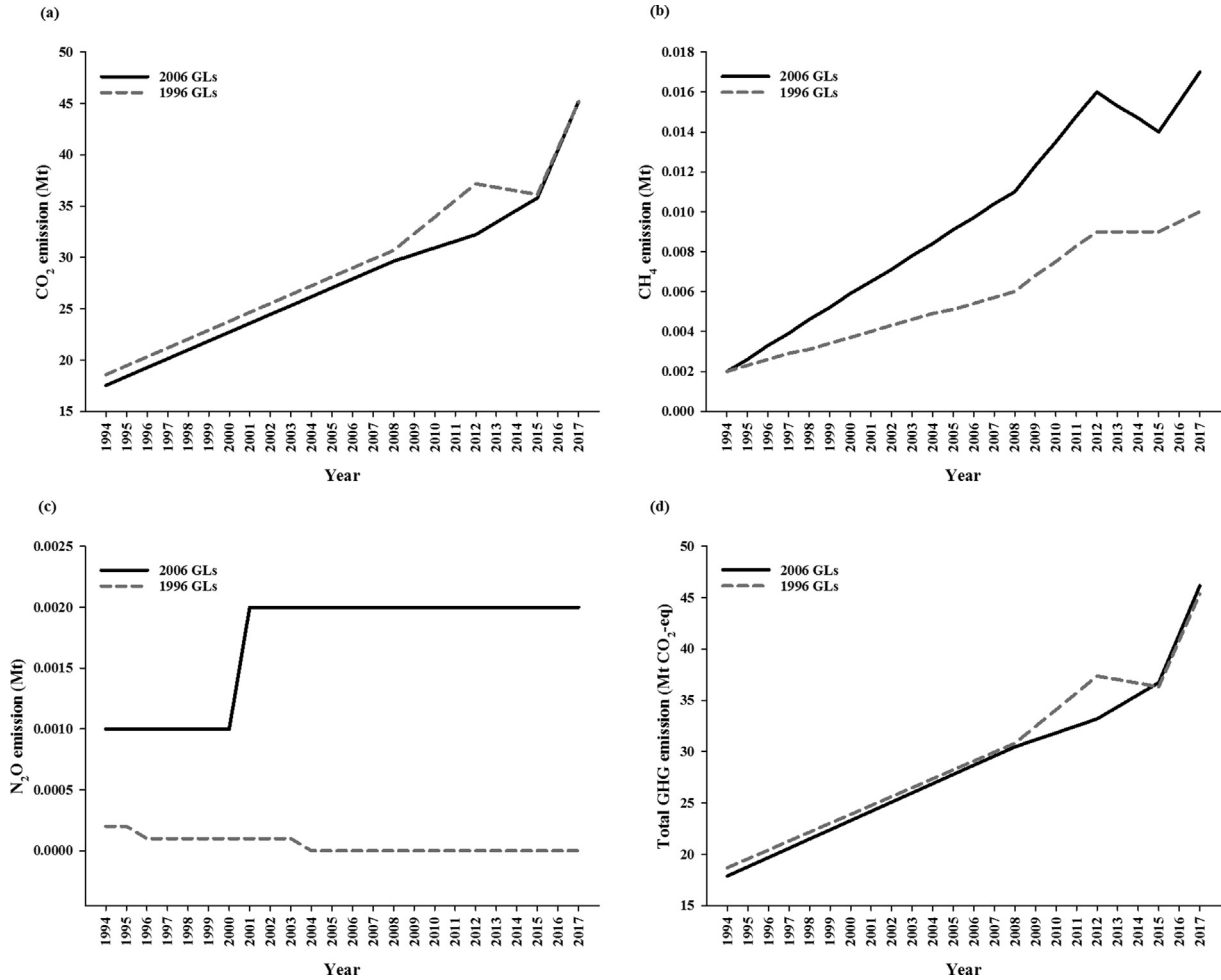 (a)
50
45
40
35
30
25
20
15
CO₂ emission (Mt)
2006 GLs
1996 GLs
1994 1995 1996 1997 1998 1999 2000 2001 2002 2003 2004 2005 2006 2007 2008 2009 2010 2011 2012 2013 2014 2015 2016 2017
Year
(b)
0.018
0.016
0.014
0.012
0.010
0.008
0.006
0.004
0.002
0.000
CH₄ emission (Mt)
2006 GLs
1996 GLs
1994 1995 1996 1997 1998 1999 2000 2001 2002 2003 2004 2005 2006 2007 2008 2009 2010 2011 2012 2013 2014 2015 2016 2017
Year
(c)
0.0025
0.0020
0.0015
0.0010
0.0005
0.0000
N₂O emission (Mt)
2006 GLs
1996 GLs
1994 1995 1996 1997 1998 1999 2000 2001 2002 2003 2004 2005 2006 2007 2008 2009 2010 2011 2012 2013 2014 2015 2016 2017
Year
(d)
50
45
40
35
30
25
20
15
Total GHG emission (Mt CO₂-eq)
2006 GLs
1996 GLs
1994 1995 1996 1997 1998 1999 2000 2001 2002 2003 2004 2005 2006 2007 2008 2009 2010 2011 2012 2013 2014 2015 2016 2017
Year